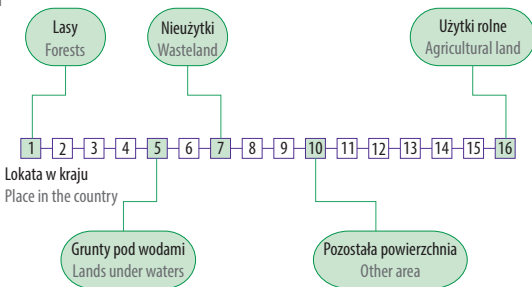 Lasy
Forests
Nieużytki
Wasteland
Użytki rolne
Agricultural land
1 2 3 4 5 6 7 8 9 10 11 12 13 14 15 16
Lokata w kraju
Place in the country
Grunty pod wodami
Lands under waters
Pozostała powierzchnia
Other area